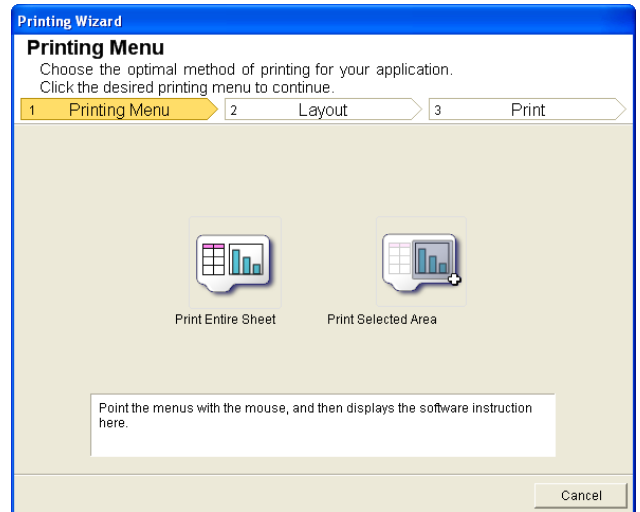 Printing Wizard
Printing Menu
Choose the optimal method of printing for your application.
Click the desired printing menu to continue.
1 Printing Menu 2 Layout 3 Print
Print Entire Sheet Print Selected Area
Point the menus with the mouse, and then displays the software instruction
here.
Cancel